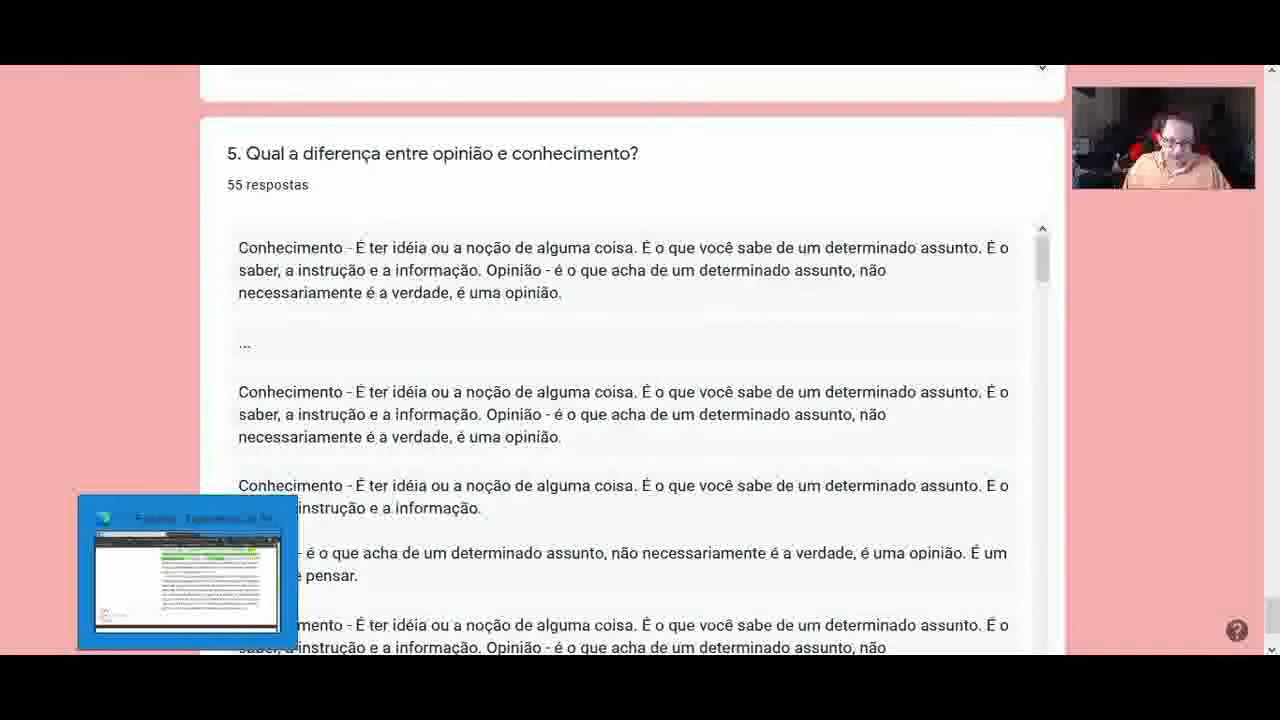 5. Qual a diferença entre opinião e conhecimento?
55 respostas
Conhecimento - É ter idéia ou a noção de alguma coisa. É o que você sabe de um determinado assunto. É o
saber, a instrução e a informação. Opinião - é o que acha de um determinado assunto, não
necessariamente é a verdade, é uma opinião.
...
Conhecimento - É ter idéia ou a noção de alguma coisa. É o que você sabe de um determinado assunto. É o
saber, a instrução e a informação. Opinião - é o que acha de um determinado assunto, não
necessariamente é a verdade, é uma opinião.
Conhecimento - É ter idéia ou a noção de alguma coisa. É o que você sabe de um determinado assunto. E o
instrução e a informação.
- é o que acha de um determinado assunto, não necessariamente é a verdade, é uma opinião. É um
e pensar.
mento - É ter idéia ou a noção de alguma coisa. É o que você sabe de um determinado assunto. É o
saber, a instrução e a informação. Opinião - é o que acha de um determinado assunto, não